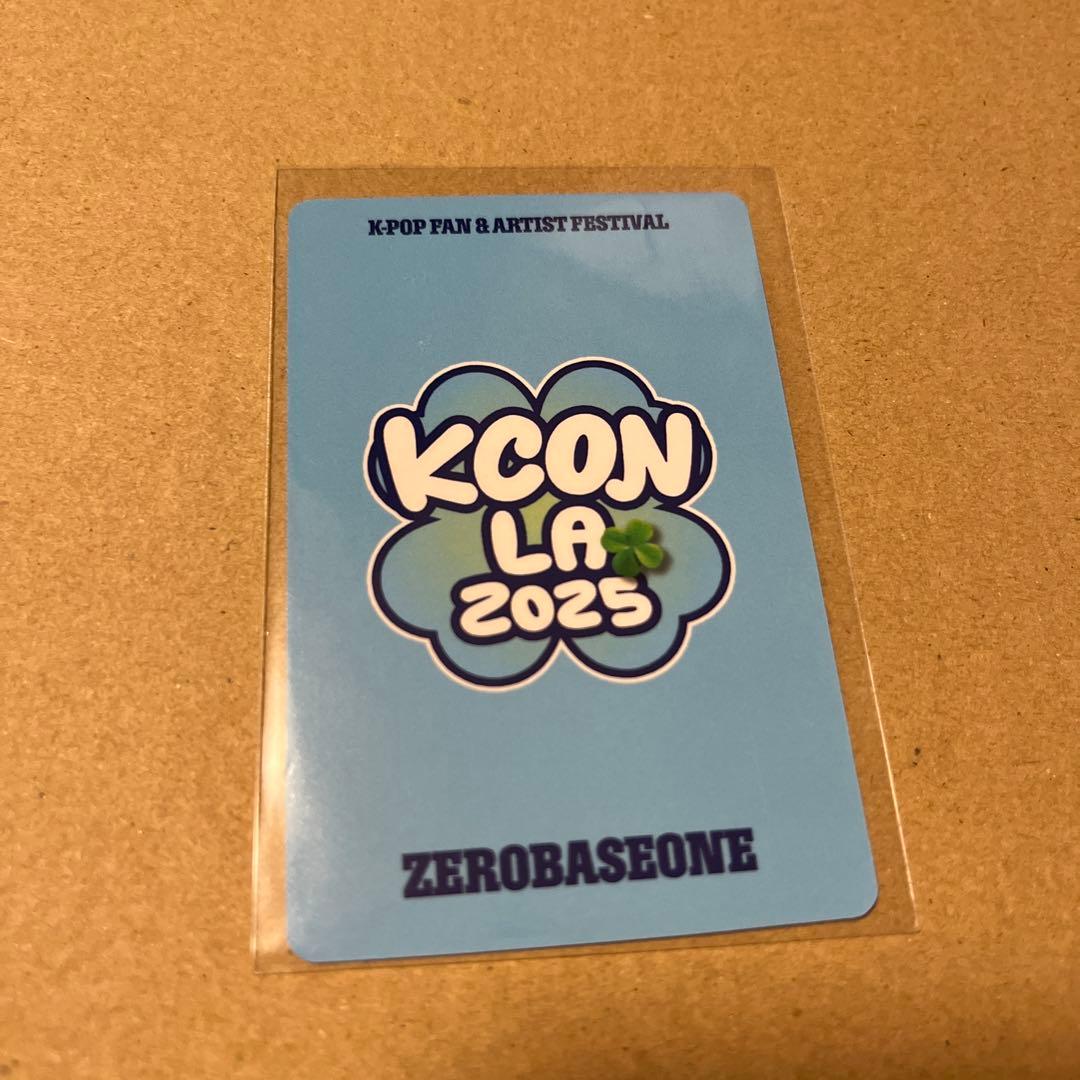 K-POP FAN & ARTIST FESTIVAL
KCON
LA
2025
ZEROBASEONE